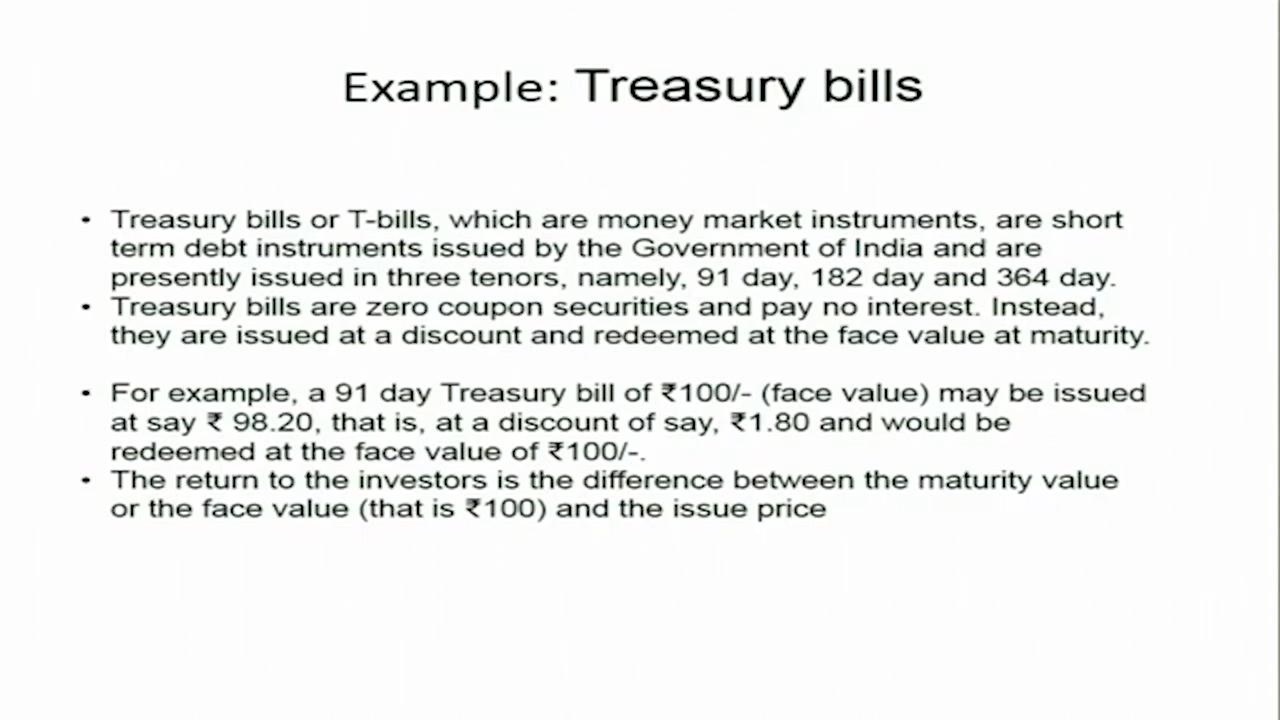 Example: Treasury bills
• Treasury bills or T-bills, which are money market instruments, are short
term debt instruments issued by the Government of India and are
presently issued in three tenors, namely, 91 day, 182 day and 364 day.
• Treasury bills are zero coupon securities and pay no interest. Instead,
they are issued at a discount and redeemed at the face value at maturity.
• For example, a 91 day Treasury bill of ₹100/- (face value) may be issued
at say ₹ 98.20, that is, at a discount of say, ₹1.80 and would be
redeemed at the face value of ₹100/-.
• The return to the investors is the difference between the maturity value
or the face value (that is ₹100) and the issue price